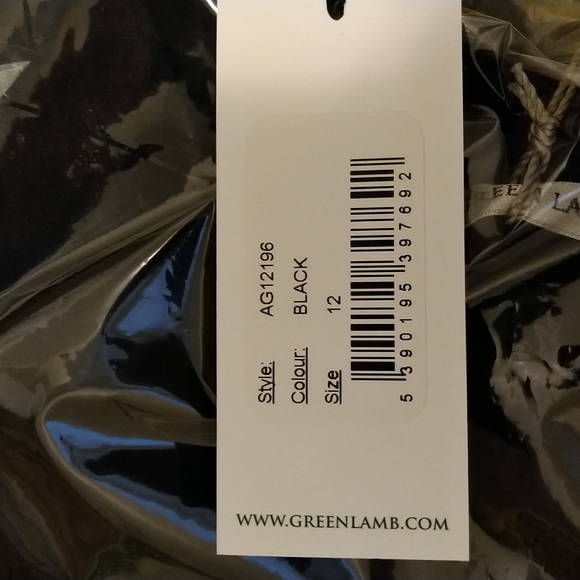 Style: AG12196
Colour: BLACK
Size 12
5 390195 397692
WWW.GREENLAMB.COM